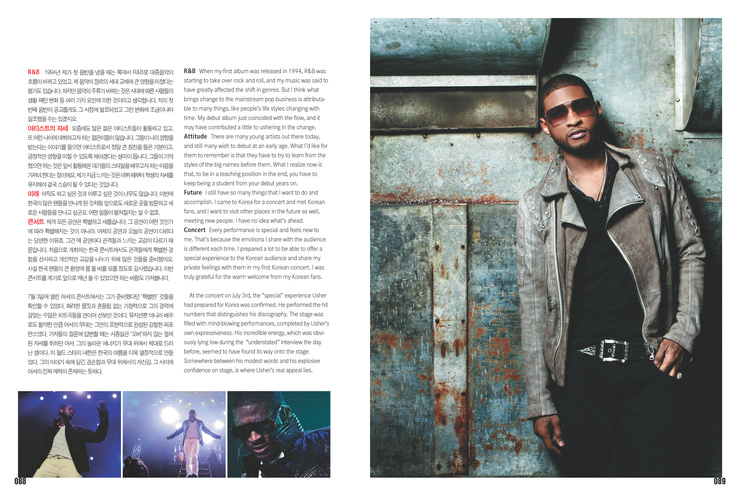 R&B 1994년 제가 첫 음반을 냈을 때는 록에서 R&B로 대중음악의
흐름이 바뀌고 있었고, 제 음악이 장르의 세대 교체에 큰 영향을 미쳤다는
평가도 있습니다. 하지만 음악의 주류가 바뀌는 것은 시대에 따른 사람들의
생활 패턴 변화 등 여러 가지 요인에 의한 것이라고 생각합니다. 저의 첫
번째 음반이 공교롭게도 그 시점에 발표되었고 그런 변화에 조금이나마
일조했을 수는 있겠지요.
아티스트의 자세 요즘에도 많은 젊은 아티스트들이 활동하고 있고,
또 어린 나이에 데뷔하고자 하는 젊은이들이 많습니다. 그들이 나의 영향을
받는다는 이야기를 들으면 아티스트로서 정말 큰 칭찬을 들은 기분이고,
긍정적인 영향을 미칠 수 있도록 해야겠다는 생각이 듭니다. 그들이 기억
했으면 하는 것은 앞서 활동해온 대가들의 스타일을 배우고자 하는 마음을
가져야 한다는 점이에요. 제가 지금 느끼는 것은 데뷔 때부터 학생의 자세를
유지해야 결국 스승이 될 수 있다는 것입니다.
미래 아직도 하고 싶은 것과 이루고 싶은 것이 너무도 많습니다. 이번에
한국의 많은 팬들을 만나게 된 것처럼 앞으로도 새로운 곳을 방문하고 새
로운 사람들을 만나고 싶군요. 어떤 일들이 펼쳐질지는 알 수 없죠.
콘서트 제게 모든 공연은 특별하고 새롭습니다. 그 공연이 어떤 것인가
에 따라 특별해지는 것이 아니라, 어제의 공연과 오늘의 공연이 다르다
는 당연한 이유죠. 그건 매 공연마다 관객들과 느끼는 교감이 다르기 때
문입니다. 처음으로 개최하는 한국 콘서트에서도 관객들에게 특별한 경
험을 선사하고 개인적인 교감을 나누기 위해 많은 것들을 준비했어요.
사실 한국 팬들의 큰 환영에 몸 둘 바를 모를 정도로 감사했습니다. 이번
콘서트를 계기로 앞으로 매년 올 수 있었으면 하는 바람도 가져봅니다.
7월 3일에 열린 어셔의 콘서트에서는 그가 준비했다던 '특별한' 것들을
확인할 수 있었다. 화려한 몸짓과 흔들림 없는 가창력으로 그의 경력에
걸맞는 수많은 히트곡들을 연이어 선보인 것이다. 뮤지션뿐 아니라 배우
로도 활약한 만큼 어셔의 무대는 그만의 표현력으로 완성된 강렬한 퍼포
먼스였다. 기자들의 질문에 답변할 때는 시종일관 '오버'하지 않는 절제
된 자세를 취하던 어셔. 그의 놀라운 에너지가 무대 위에서 제대로 드러
난 셈이다. 이 월드 스타의 내한은 한국의 여름을 더욱 열정적으로 만들
었다. 그의 이야기 속에 담긴 겸손함과 무대 위에서의 자신감, 그 사이에
어셔의 진짜 매력이 존재하는 듯하다.
R&B When my first album was released in 1994, R&B was
starting to take over rock and roll, and my music was said to
have greatly affected the shift in genres. But I think what
brings change to the mainstream pop business is attributa-
ble to many things, like people's life styles changing with
time. My debut album just coincided with the flow, and it
may have contributed a little to ushering in the change.
Attitude There are many young artists out there today,
and still many wish to debut at an early age. What I'd like for
them to remember is that they have to try to learn from the
styles of the big names before them. What I realize now is
that, to be in a teaching position in the end, you have to
keep being a student from your debut years on.
Future I still have so many things that I want to do and
accomplish. I came to Korea for a concert and met Korean
fans, and I want to visit other places in the future as well,
meeting new people. I have no idea what's ahead.
Concert Every performance is special and feels new to
me. That's because the emotions I share with the audience
is different each time. I prepared a lot to be able to offer a
special experience to the Korean audience and share my
private feelings with them in my first Korean concert. I was
truly grateful for the warm welcome from my Korean fans.
At the concert on July 3rd, the "special" experience Usher
had prepared for Korea was confirmed. He performed the hit
numbers that distinguishes his discography. The stage was
filled with mind-blowing performances, completed by Usher's
own expressiveness. His incredible energy, which was obvi-
ously lying low during the "understated" interview the day
before, seemed to have found its way onto the stage.
Somewhere between his modest words and his explosive
confidence on stage, is where Usher's real appeal lies.
088
089